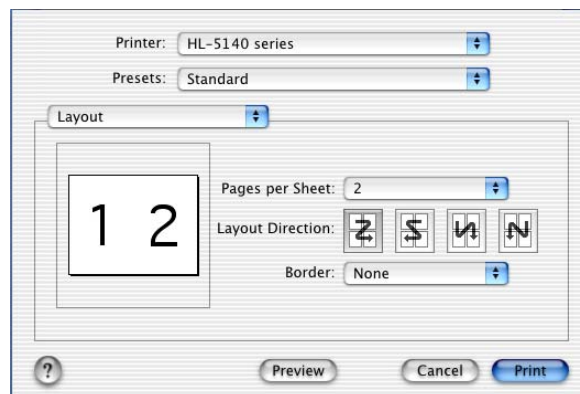 Printer: HL-5140 series
Presets: Standard
Layout
1 2
Pages per Sheet: 2
Layout Direction:
Border: None
?
Preview Cancel Print